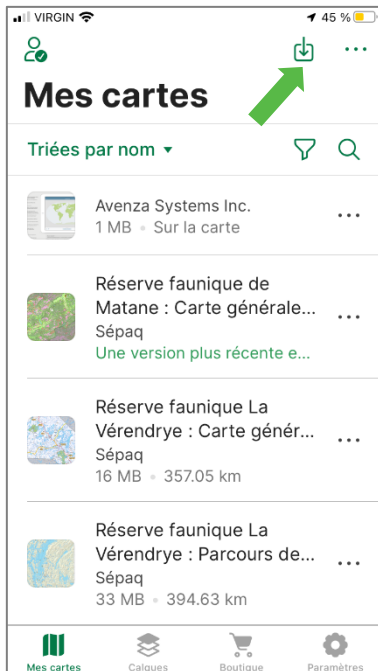 VIRGIN
45 %
Mes cartes
Triées par nom
Avenza Systems Inc.
1 MB • Sur la carte
Réserve faunique de
Matane : Carte générale...
Sépaq
Une version plus récente e...
Réserve faunique La
Vérendrye : Carte génér...
Sépaq
16 MB • 357.05 km
Réserve faunique La
Vérendrye : Parcours de...
Sépaq
33 MB • 394.63 km
Mes cartes
Calques
Boutique
Paramètres